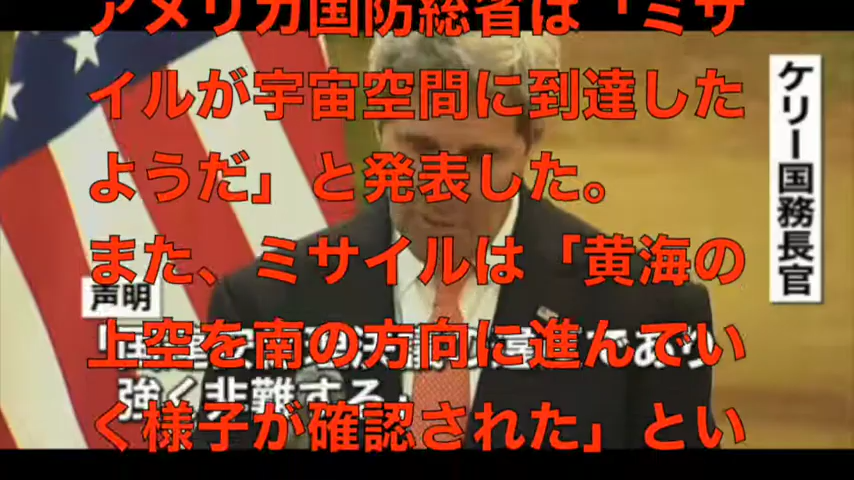 アメリカ国防総省は「ミサ
イルが宇宙空間に到達した
ようだ」と発表した。
また、ミサイルは「黄海の
上空を南の方向に進んでい
く様子が確認された」とい
ケリー国務長官
声明
強く非難する」